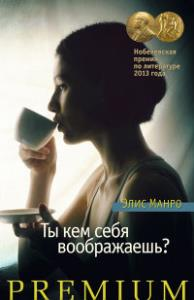 Нобелевская
премия
по литературе
2013 года
Элис Манро
Ты кем себя
воображаешь?
PREMIUM